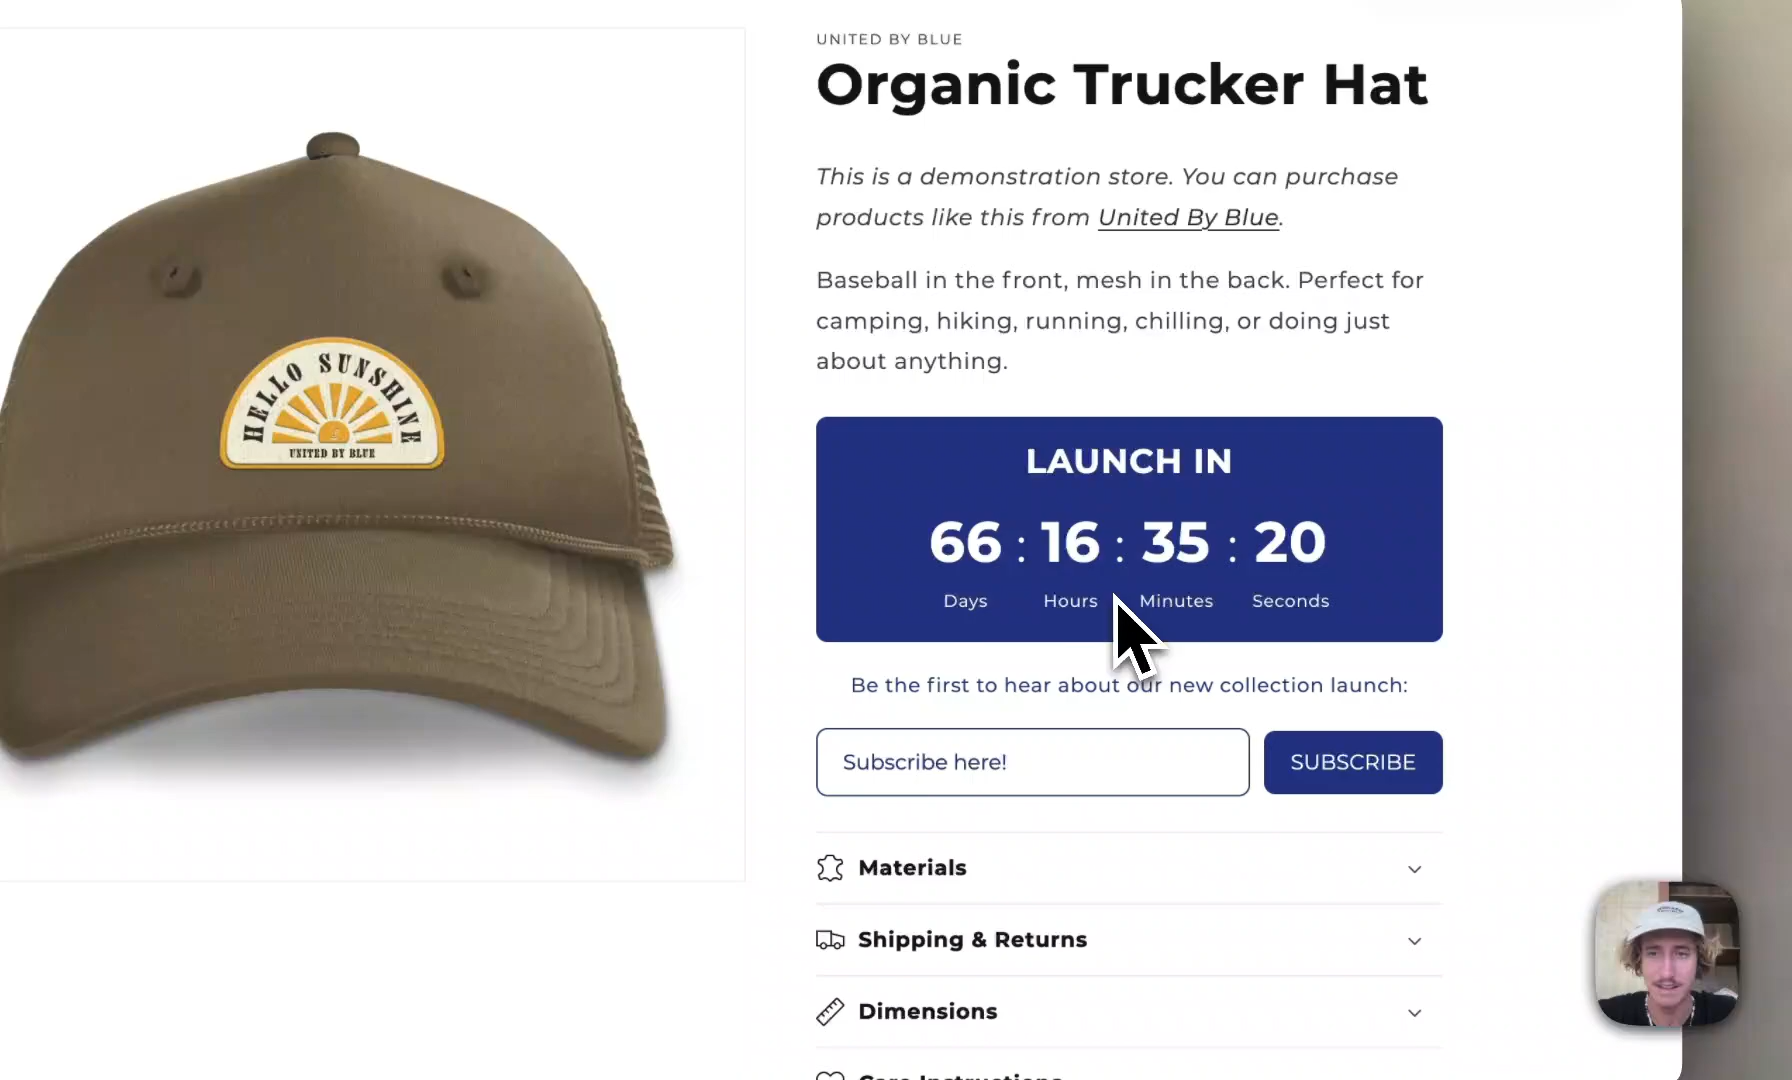 UNITED BY BLUE
Organic Trucker Hat
This is a demonstration store. You can purchase
products like this from United By Blue.
Baseball in the front, mesh in the back. Perfect for
camping, hiking, running, chilling, or doing just
about anything.
HELLO SUNSHINE
UNITED BY BLUE
LAUNCH IN
66 : 16 : 35 : 20
Days Hours Minutes Seconds
Be the first to hear about our new collection launch:
Subscribe here! SUBSCRIBE
Materials
Shipping & Returns
Dimensions
Care Instructions